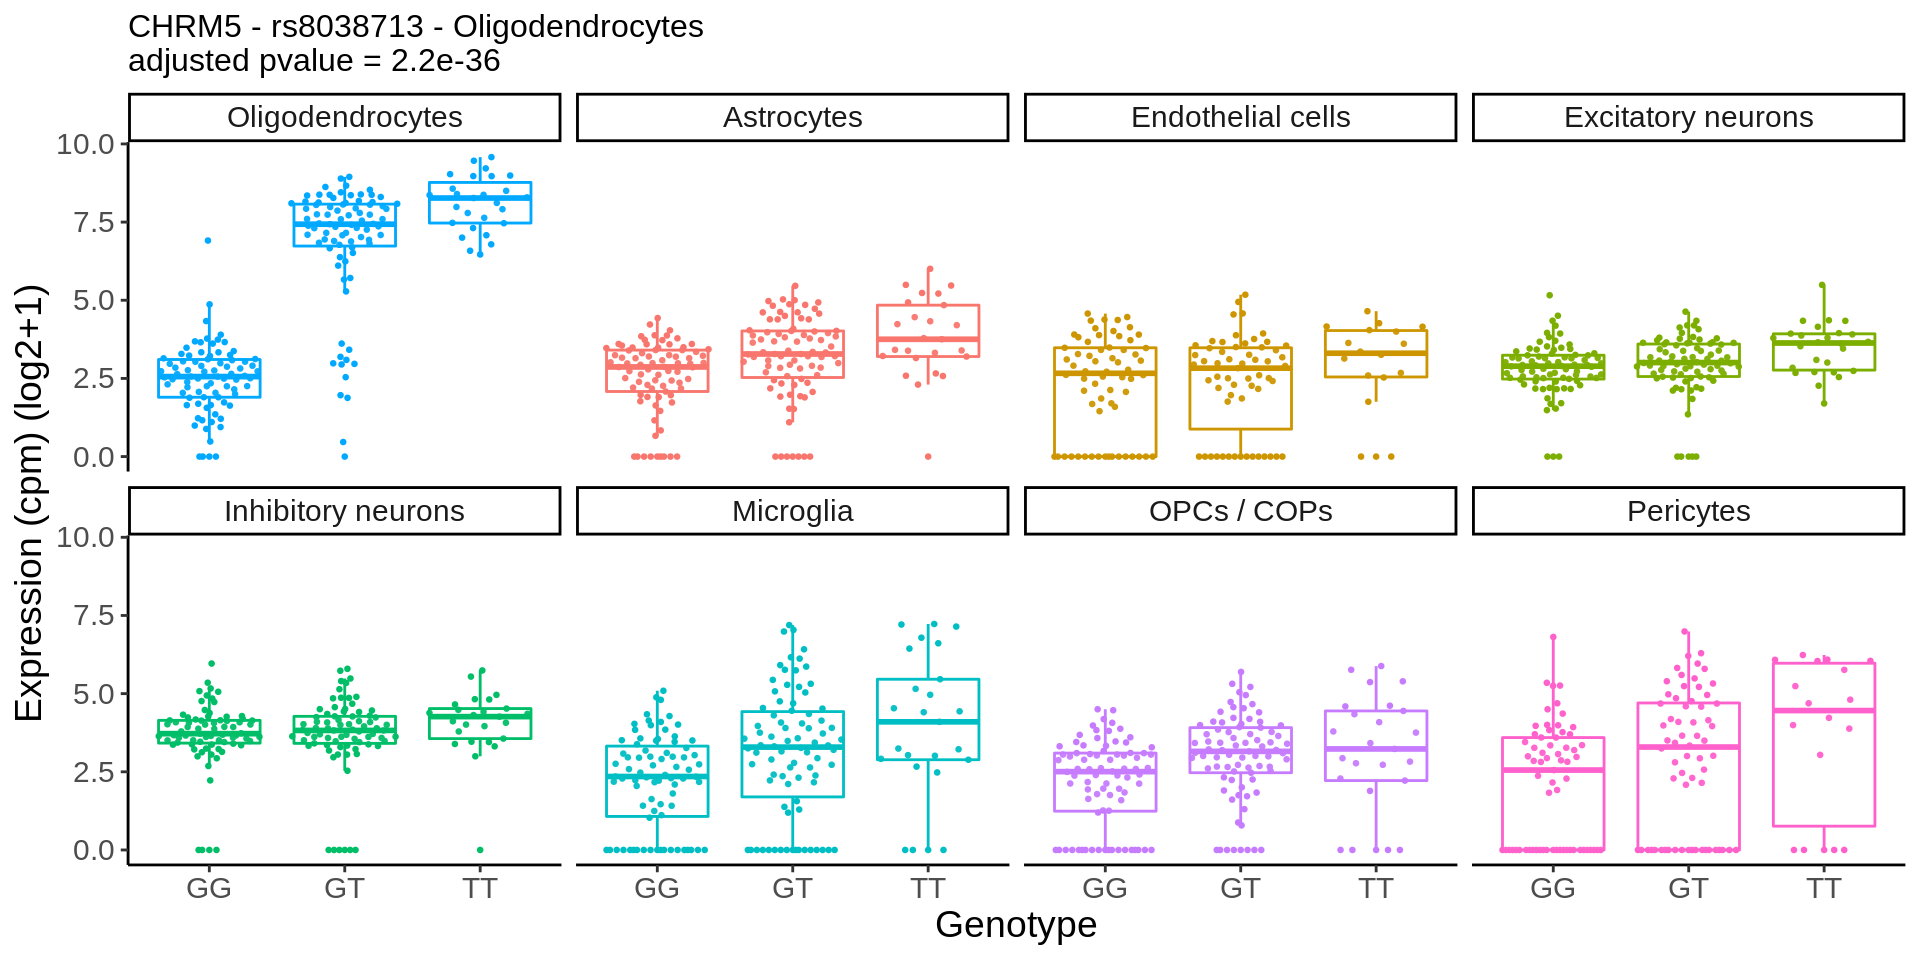 CHRM5 - rs8038713 - Oligodendrocytes
adjusted pvalue = 2.2e-36
Oligodendrocytes
Astrocytes
Endothelial cells
Excitatory neurons
10.0
7.5
5.0
2.5
0.0
Expression (cpm) (log2+1)
Inhibitory neurons
Microglia
OPCs / COPs
Pericytes
10.0
7.5
5.0
2.5
0.0
GG
GT
TT
GG
GT
TT
GG
GT
TT
GG
GT
TT
Genotype